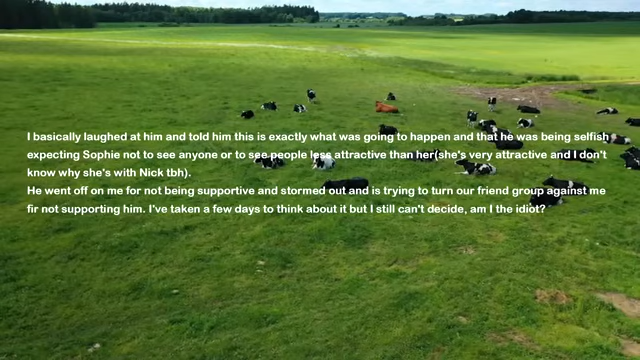 I basically laughed at him and told him this is exactly what was going to happen and that he was being selfish
expecting Sophie not to see anyone or to see people less attractive than her(she's very attractive and I don't
know why she's with Nick tbh).
He went off on me for not being supportive and stormed out and is trying to turn our friend group against me
fir not supporting him. I've taken a few days to think about it but I still can't decide, am I the idiot?